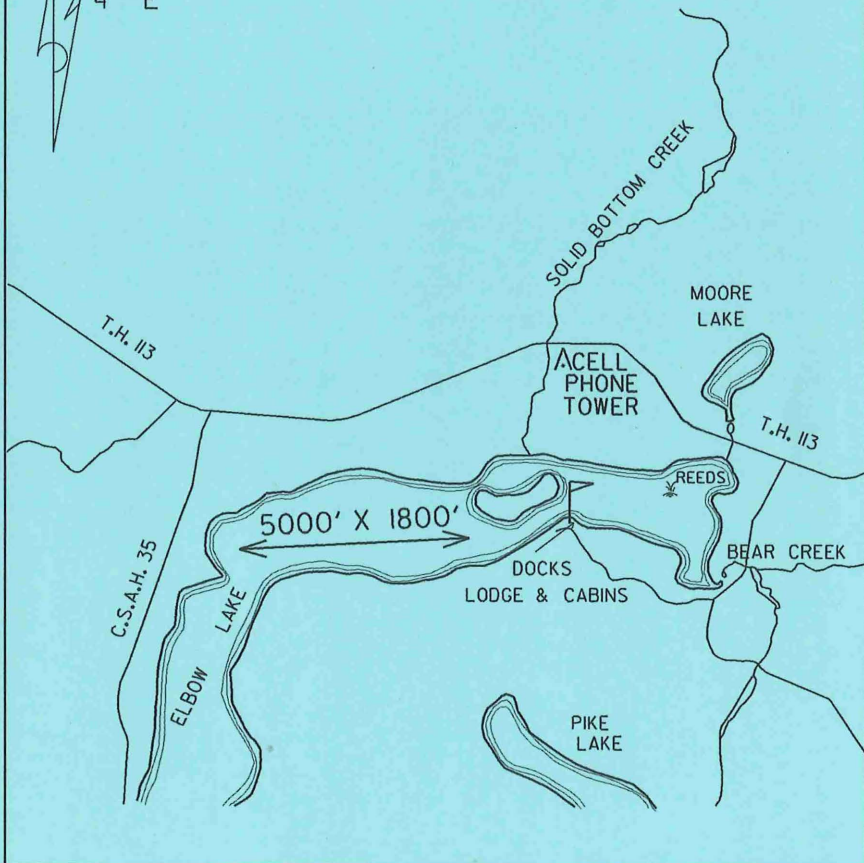 4° E
SOLID BOTTOM CREEK
MOORE
LAKE
T.H. 113
CELL
PHONE
TOWER
T.H. 113
REEDS
5000' X 1800'
BEAR CREEK
DOCKS
LODGE & CABINS
C.S.A.H. 35
ELBOW LAKE
PIKE
LAKE